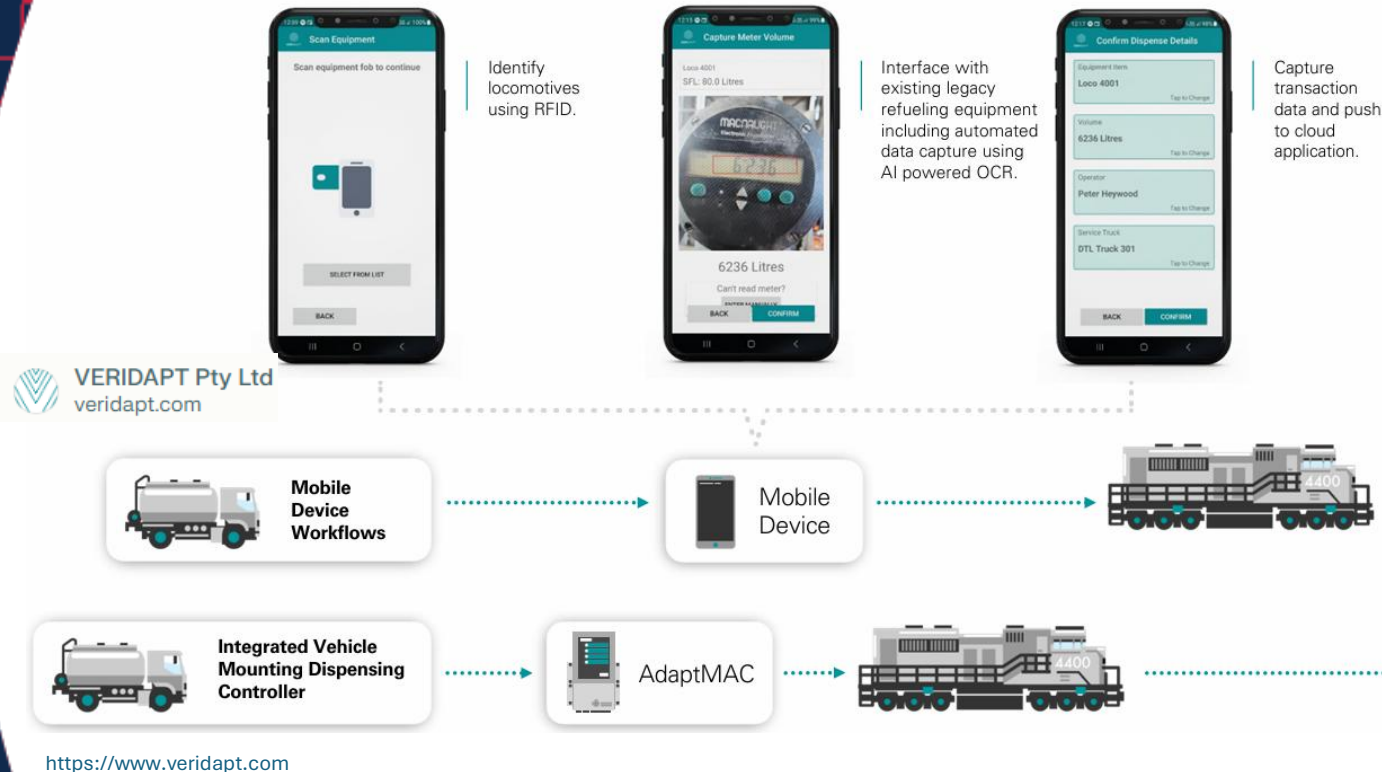 Scan Equipment
Scan equipment fob to continue
SELECT FROM LIST
BACK
Identify
locomotives
using RFID.
Capture Meter Volume
Loco 4001
SFL: 80.0 Litres
MACNAUGHT
6236
6236 Litres
Can't read meter?
ENTER MANUALLY
BACK
CONFIRM
Interface with
existing legacy
refueling equipment
including automated
data capture using
AI powered OCR.
Confirm Dispense Details
Equipment Item
Loco 4001
Tap to Change
Volume
6236 Litres
Tap to Change
Operator
Peter Heywood
Tap to Change
Service Truck
DTL Truck 301
Tap to Change
BACK
CONFIRM
Capture
transaction
data and push
to cloud
application.
VERIDAPT Pty Ltd
veridapt.com
Mobile
Device
Workflows
Mobile
Device
4400
Integrated Vehicle
Mounting Dispensing
Controller
AdaptMAC
4400
https://www.veridapt.com